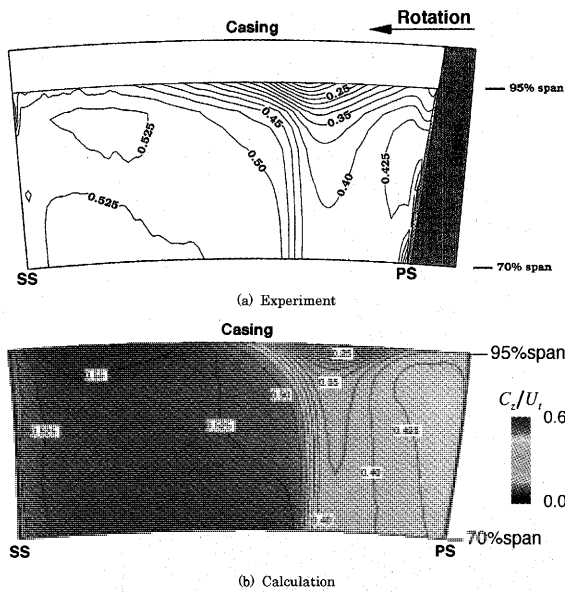 Casing
Rotation
95% span
0.25
0.45
0.35
0.525
0.50
0.425
0.40
0.525
70% span
SS
PS
(a) Experiment
Casing
95%span
0.25
0.35
C_z/U_t
0.6
0.425
0.40
0.0
70%span
SS
PS
(b) Calculation